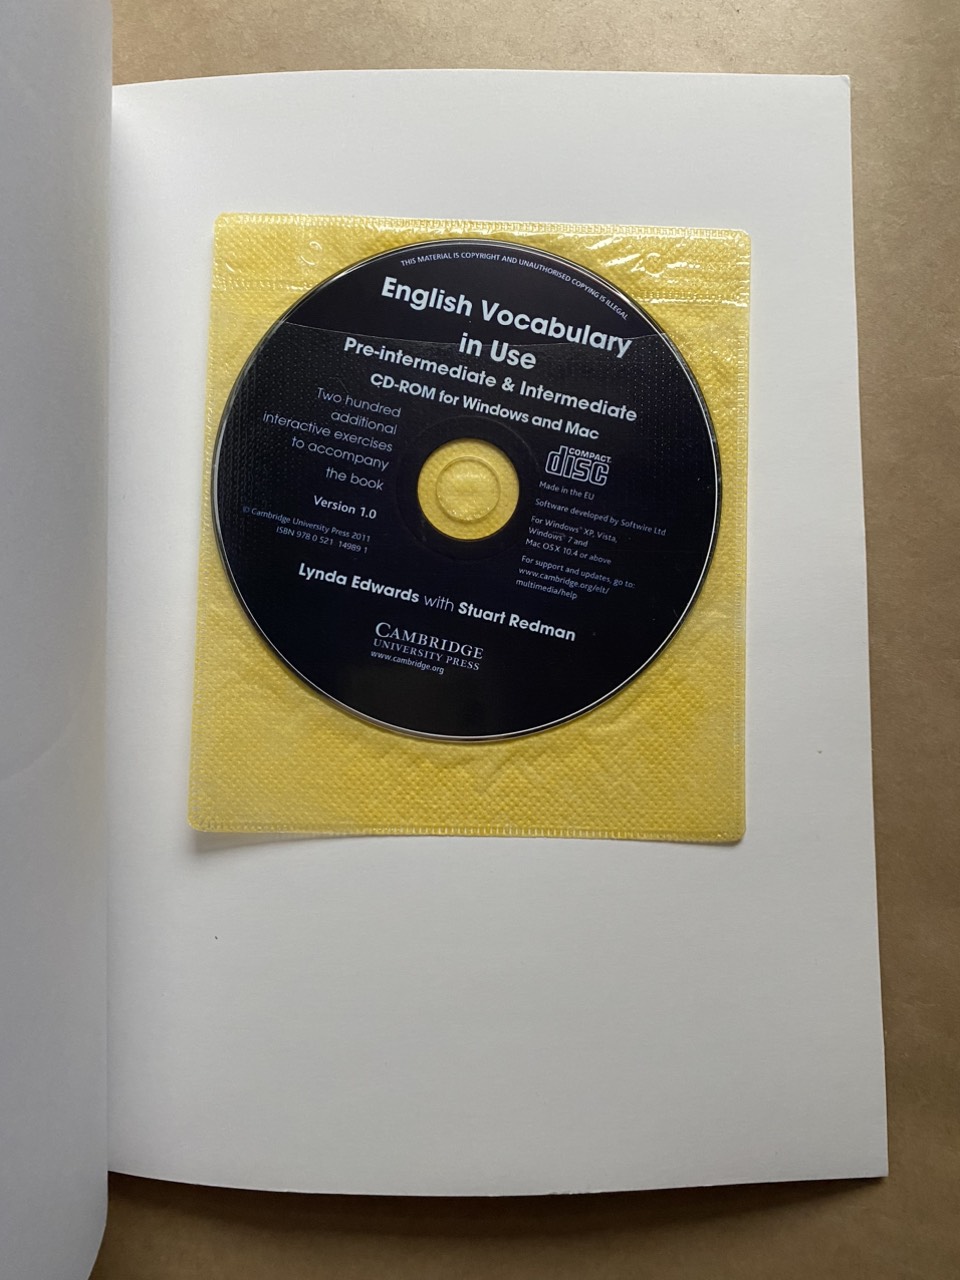 THIS MATERIAL IS COPYRIGHT AND UNAUTHORISED COPYING IS ILLEGAL
English Vocabulary
in Use
Pre-intermediate & Intermediate
CD-ROM for Windows and Mac
Two hundred
additional
interactive exercises
to accompany
the book
Version 1.0
© Cambridge University Press 2011
ISBN 978 0 521 14989 1
COMPACT
disc
Made in the EU
Software developed by Softwire Ltd
For Windows® XP, Vista,
Windows® 7 and
Mac OSX 10.4 or above
For support and updates, go to:
www.cambridge.org/elt/
multimedia/help
Lynda Edwards with Stuart Redman
CAMBRIDGE
UNIVERSITY PRESS
www.cambridge.org